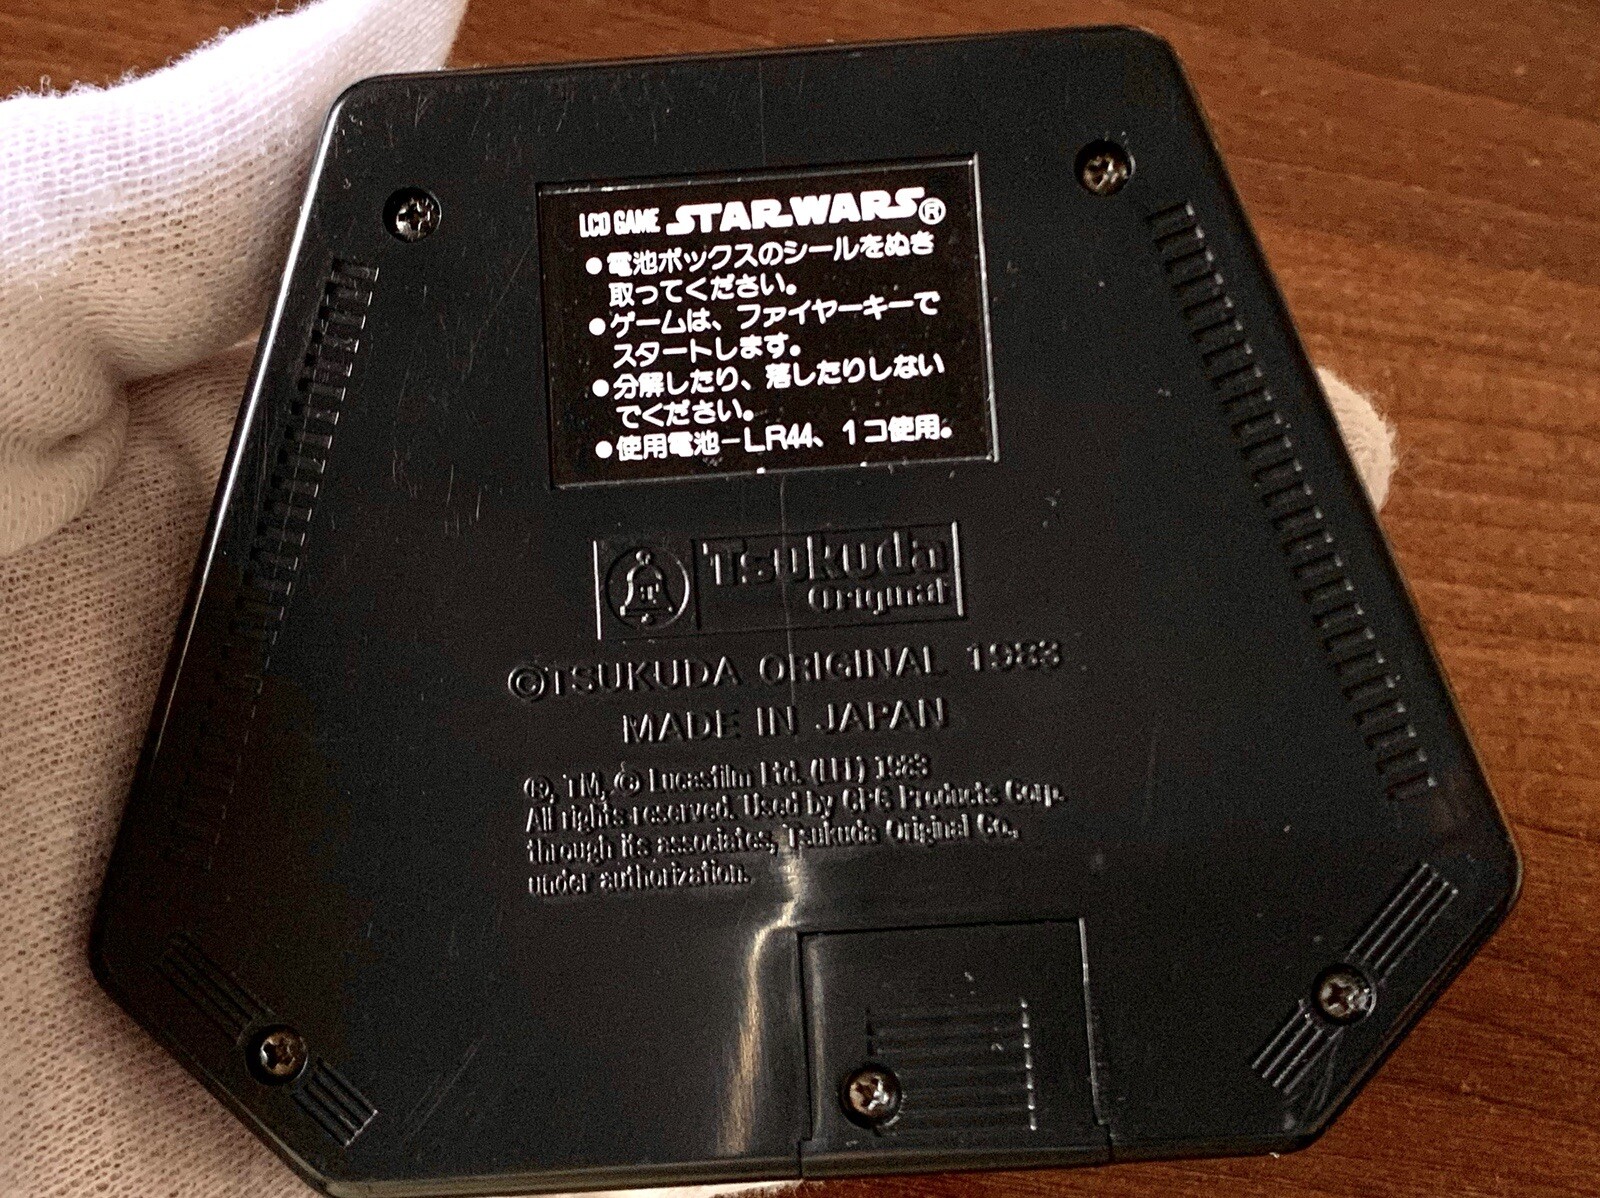 LCD GAME STAR WARS®
●電池ボックスのシールをぬき
取ってください。
●ゲームは、ファイヤーキーで
スタートします。
●分解したり、落したりしない
でください。
●使用電池-LR44、1コ使用。
T
Tsukuda
Original
©TSUKUDA ORIGINAL 1983
MADE IN JAPAN
®, TM, © Lucasfilm Ltd. (LFL) 1983
All rights reserved. Used by CPG Products Corp.
through its associates, Tsukuda Original Co.,
under authorization.